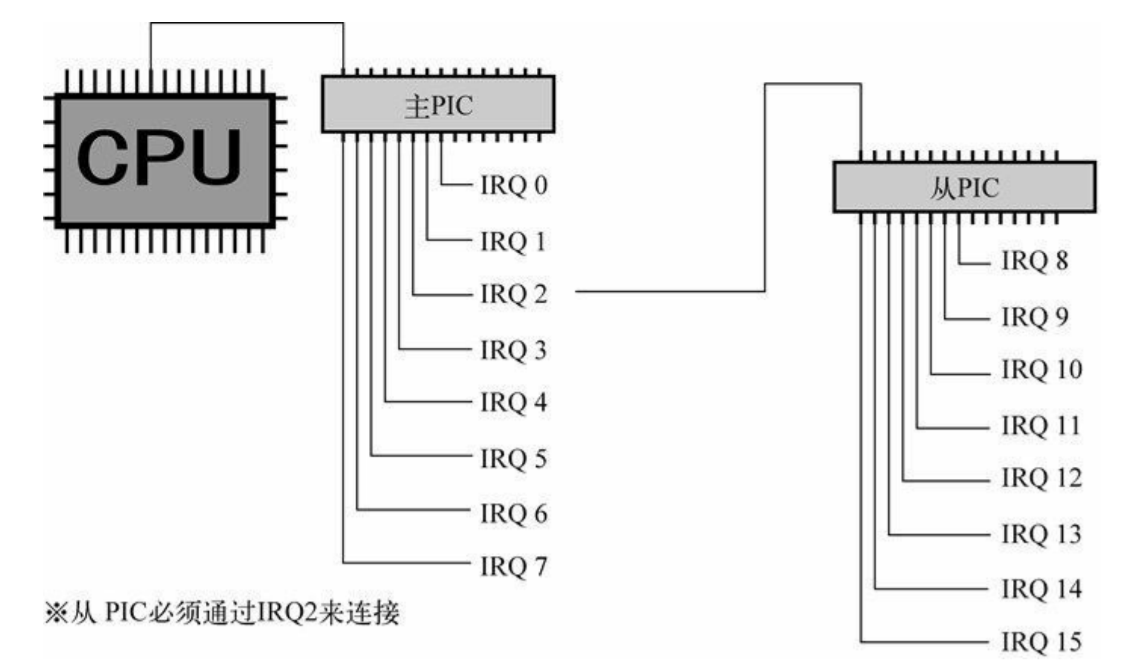 CPU
主PIC
IRQ 0
IRQ 1
IRQ 2
IRQ 3
IRQ 4
IRQ 5
IRQ 6
IRQ 7
从PIC
IRQ 8
IRQ 9
IRQ 10
IRQ 11
IRQ 12
IRQ 13
IRQ 14
IRQ 15
※从 PIC必须通过IRQ2来连接